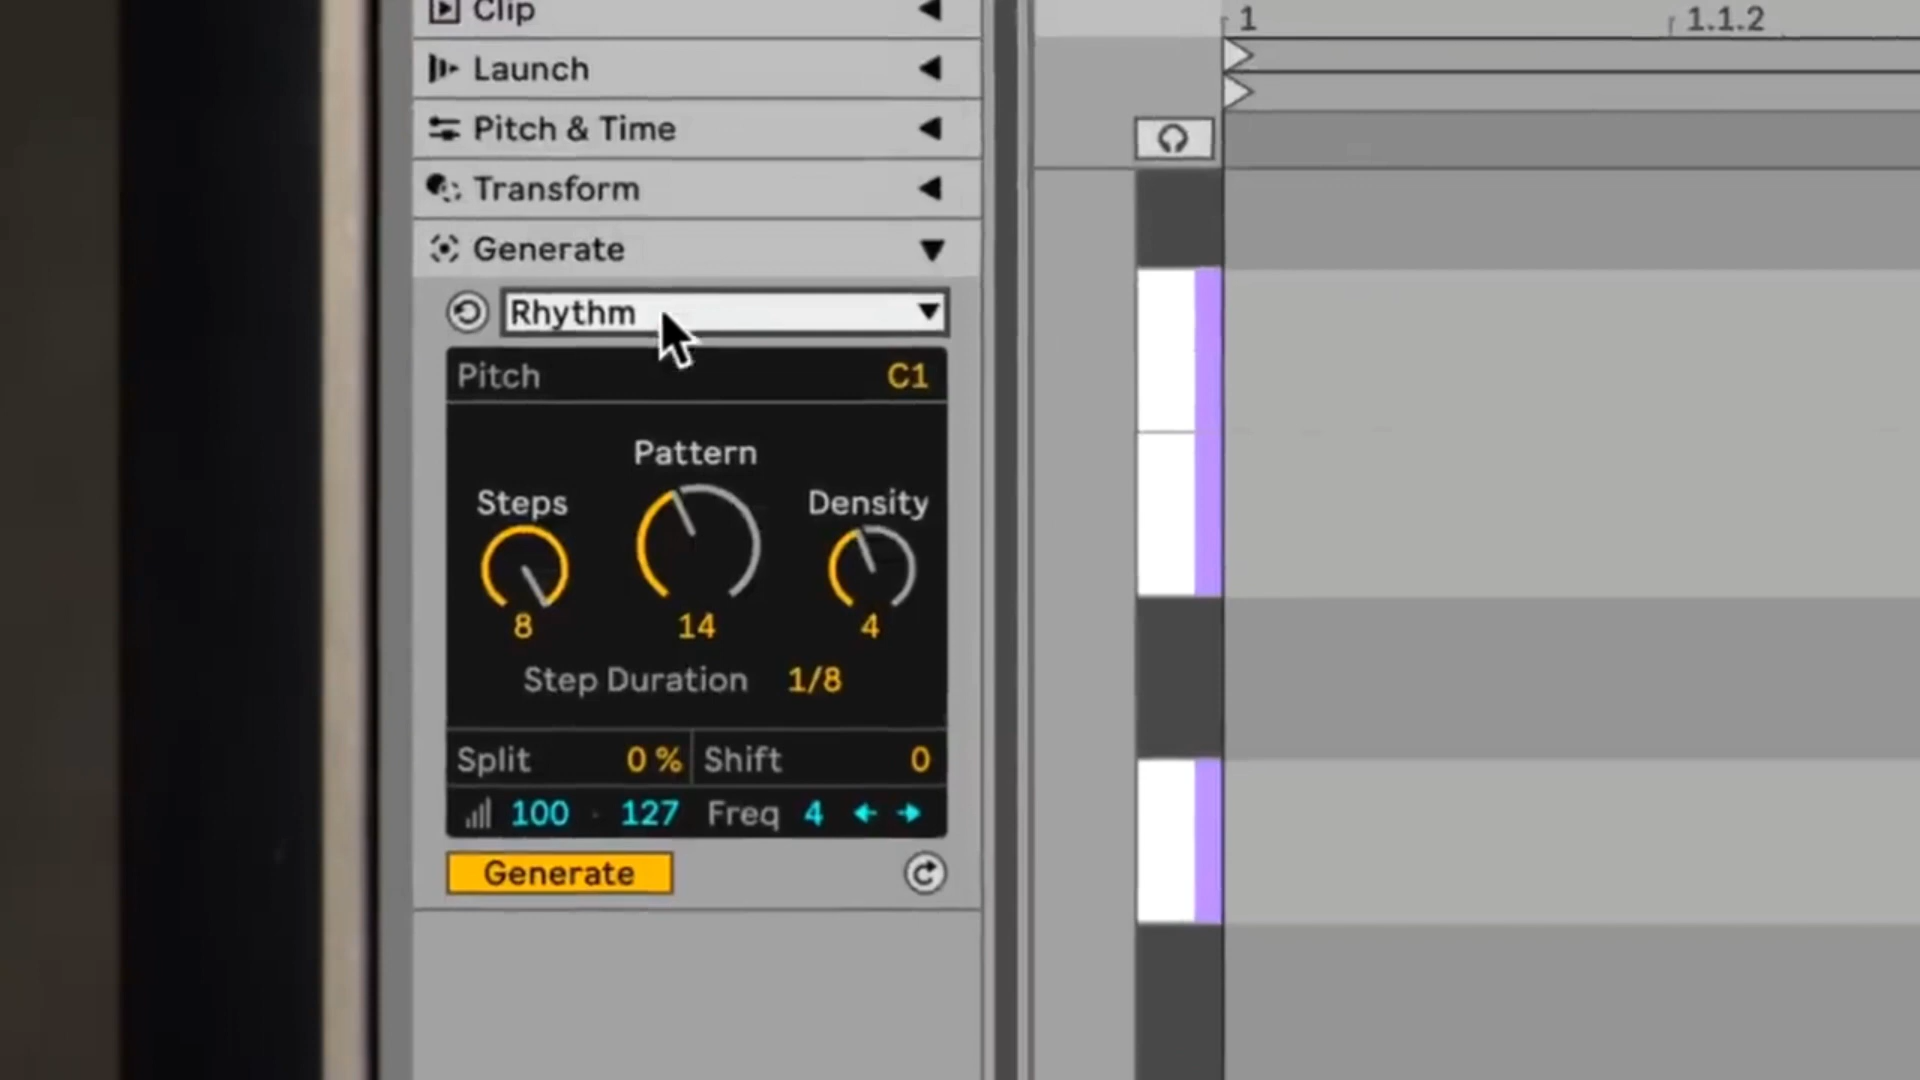 Clip
1
1.1.2
Launch
Pitch & Time
Transform
Generate
Rhythm
Pitch C1
Pattern
Steps
Density
8
14
4
Step Duration 1/8
Split 0 % Shift 0
100 - 127 Freq 4
Generate